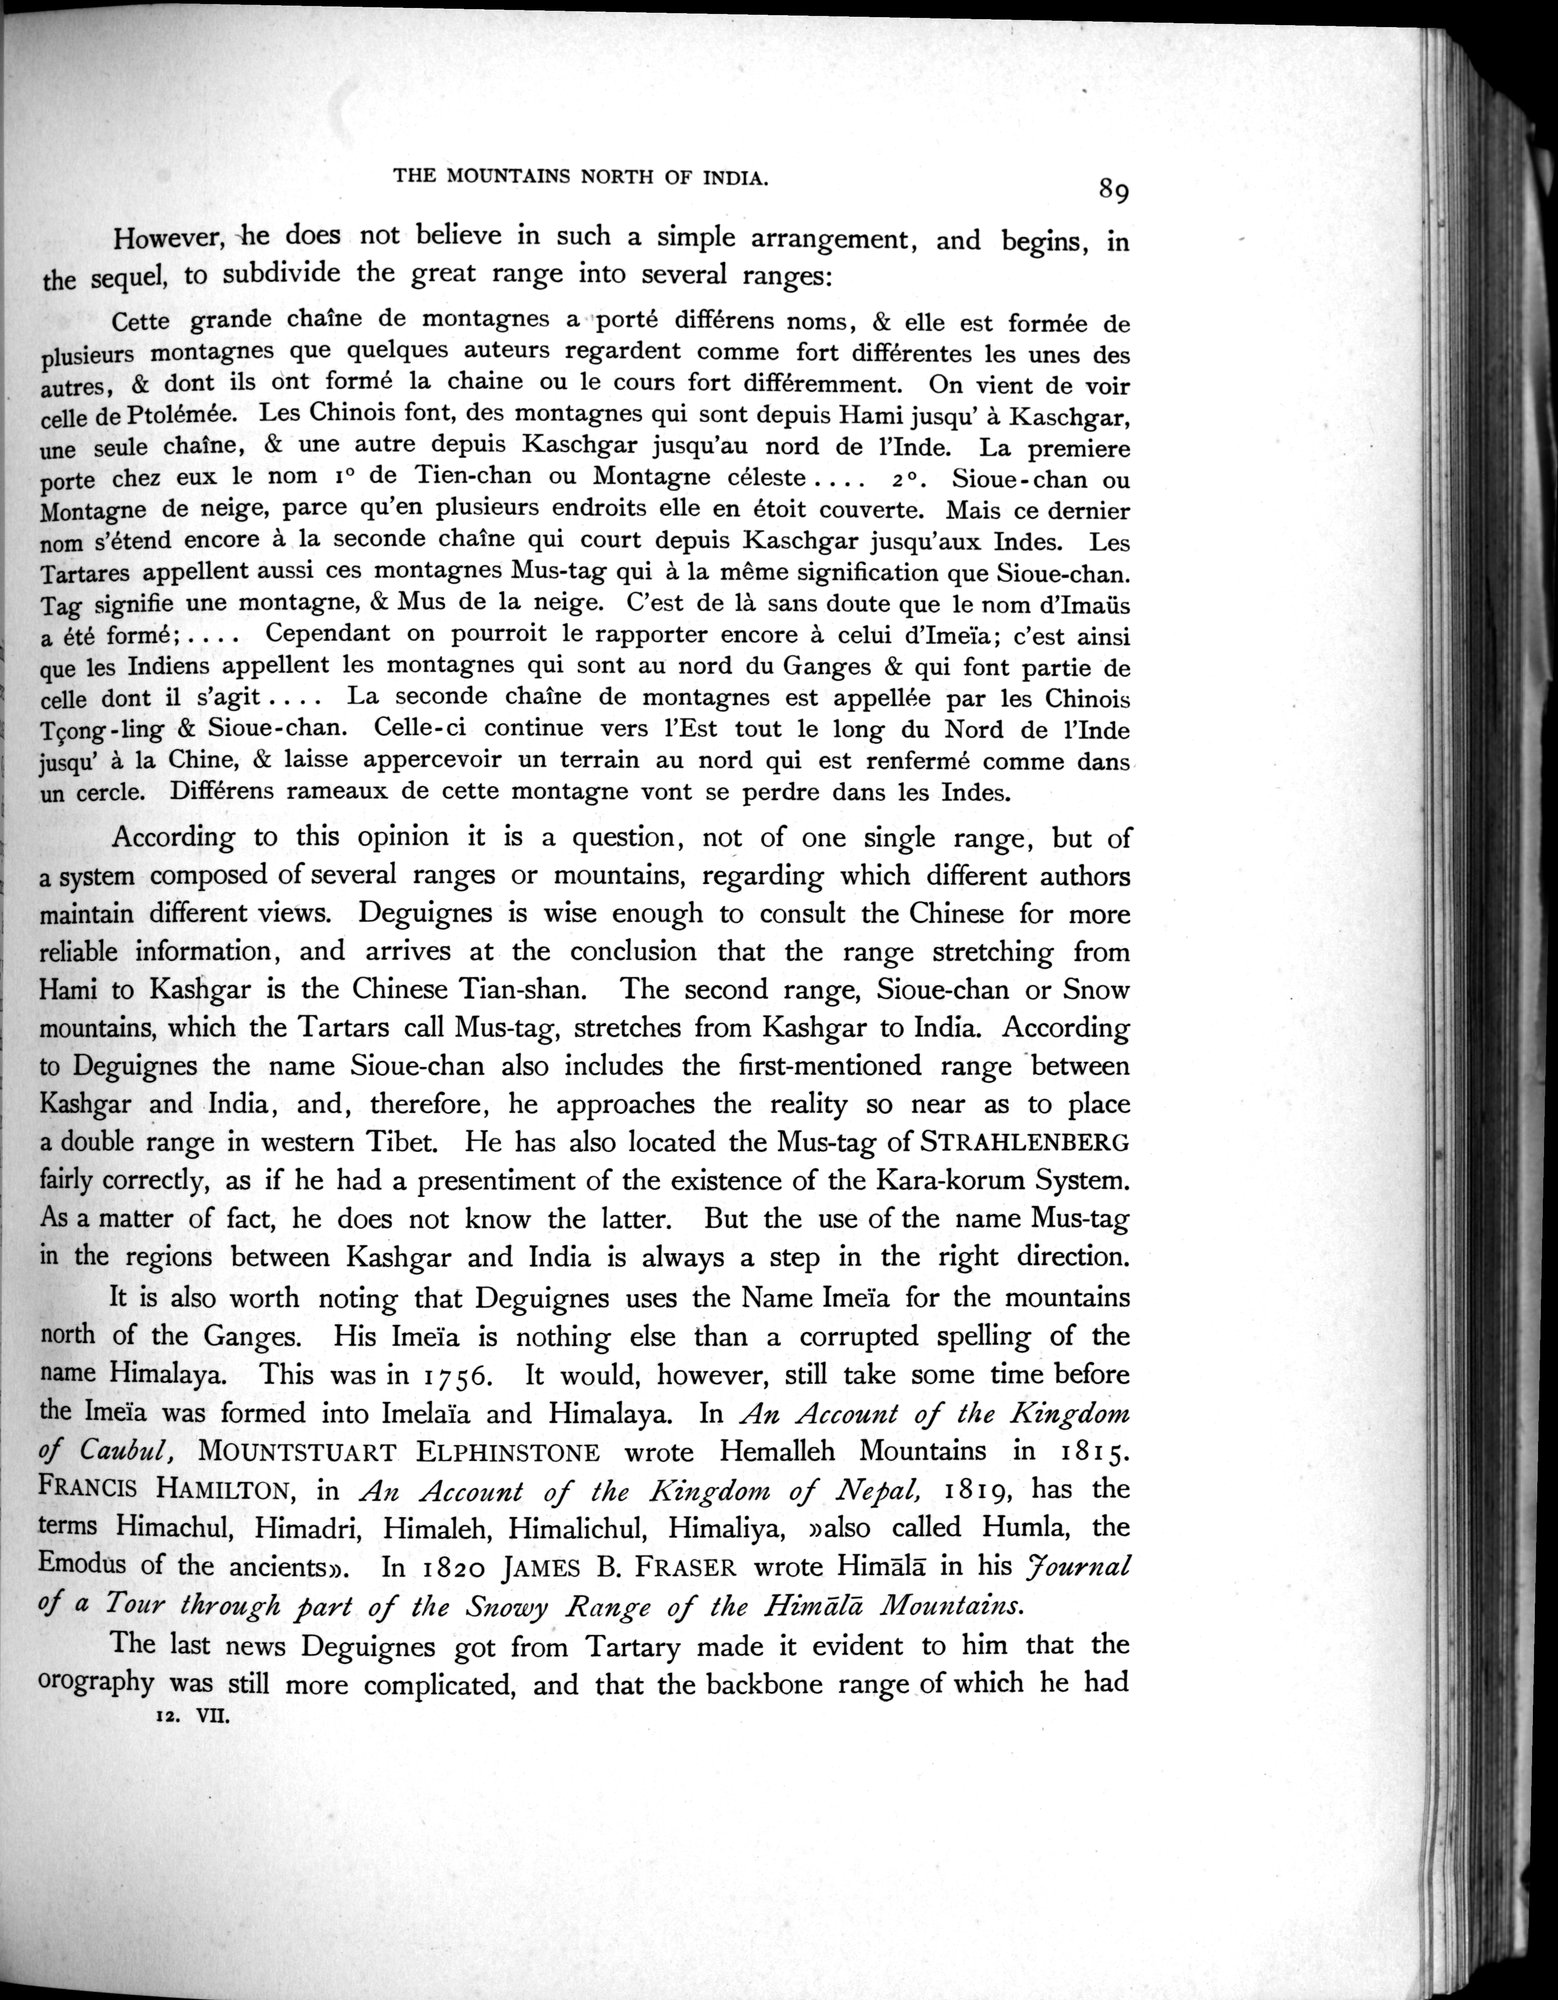 THE MOUNTAINS NORTH OF INDIA.
89
However, he does not believe in such a simple arrangement, and begins, in
the sequel, to subdivide the great range into several ranges:
Cette grande chaîne de montagnes a porté différens noms, & elle est formée de
plusieurs montagnes que quelques auteurs regardent comme fort différentes les unes des
autres, & dont ils ont formé la chaine ou le cours fort différemment. On vient de voir
celle de Ptolémée. Les Chinois font, des montagnes qui sont depuis Hami jusqu' à Kaschgar,
une seule chaîne, & une autre depuis Kaschgar jusqu'au nord de l'Inde. La premiere
porte chez eux le nom 1º de Tien-chan ou Montagne céleste .... 2º. Sioue-chan ou
Montagne de neige, parce qu'en plusieurs endroits elle en étoit couverte. Mais ce dernier
nom s'étend encore à la seconde chaîne qui court depuis Kaschgar jusqu'aux Indes. Les
Tartares appellent aussi ces montagnes Mus-tag qui à la même signification que Sioue-chan.
Tag signifie une montagne, & Mus de la neige. C'est de là sans doute que le nom d'Imaüs
a été formé; .... Cependant on pourroit le rapporter encore à celui d'Imeïa; c'est ainsi
que les Indiens appellent les montagnes qui sont au nord du Ganges & qui font partie de
celle dont il s'agit .... La seconde chaîne de montagnes est appellée par les Chinois
Tçong-ling & Sioue-chan. Celle-ci continue vers l'Est tout le long du Nord de l'Inde
jusqu' à la Chine, & laisse appercevoir un terrain au nord qui est renfermé comme dans
un cercle. Différens rameaux de cette montagne vont se perdre dans les Indes.
According to this opinion it is a question, not of one single range, but of
a system composed of several ranges or mountains, regarding which different authors
maintain different views. Deguignes is wise enough to consult the Chinese for more
reliable information, and arrives at the conclusion that the range stretching from
Hami to Kashgar is the Chinese Tian-shan. The second range, Sioue-chan or Snow
mountains, which the Tartars call Mus-tag, stretches from Kashgar to India. According
to Deguignes the name Sioue-chan also includes the first-mentioned range between
Kashgar and India, and, therefore, he approaches the reality so near as to place
a double range in western Tibet. He has also located the Mus-tag of STRAHLENBERG
fairly correctly, as if he had a presentiment of the existence of the Kara-korum System.
As a matter of fact, he does not know the latter. But the use of the name Mus-tag
in the regions between Kashgar and India is always a step in the right direction.
It is also worth noting that Deguignes uses the Name Imeïa for the mountains
north of the Ganges. His Imeïa is nothing else than a corrupted spelling of the
name Himalaya. This was in 1756. It would, however, still take some time before
the Imeïa was formed into Imelaïa and Himalaya. In An Account of the Kingdom
of Caubul, MOUNTSTUART ELPHINSTONE wrote Hemalleh Mountains in 1815.
FRANCIS HAMILTON, in An Account of the Kingdom of Nepal, 1819, has the
terms Himachul, Himadri, Himaleh, Himalichul, Himaliya, »also called Humla, the
Emodus of the ancients». In 1820 JAMES B. FRASER wrote Himālā in his Journal
of a Tour through part of the Snowy Range of the Himālā Mountains.
The last news Deguignes got from Tartary made it evident to him that the
orography was still more complicated, and that the backbone range of which he had
12. VII.